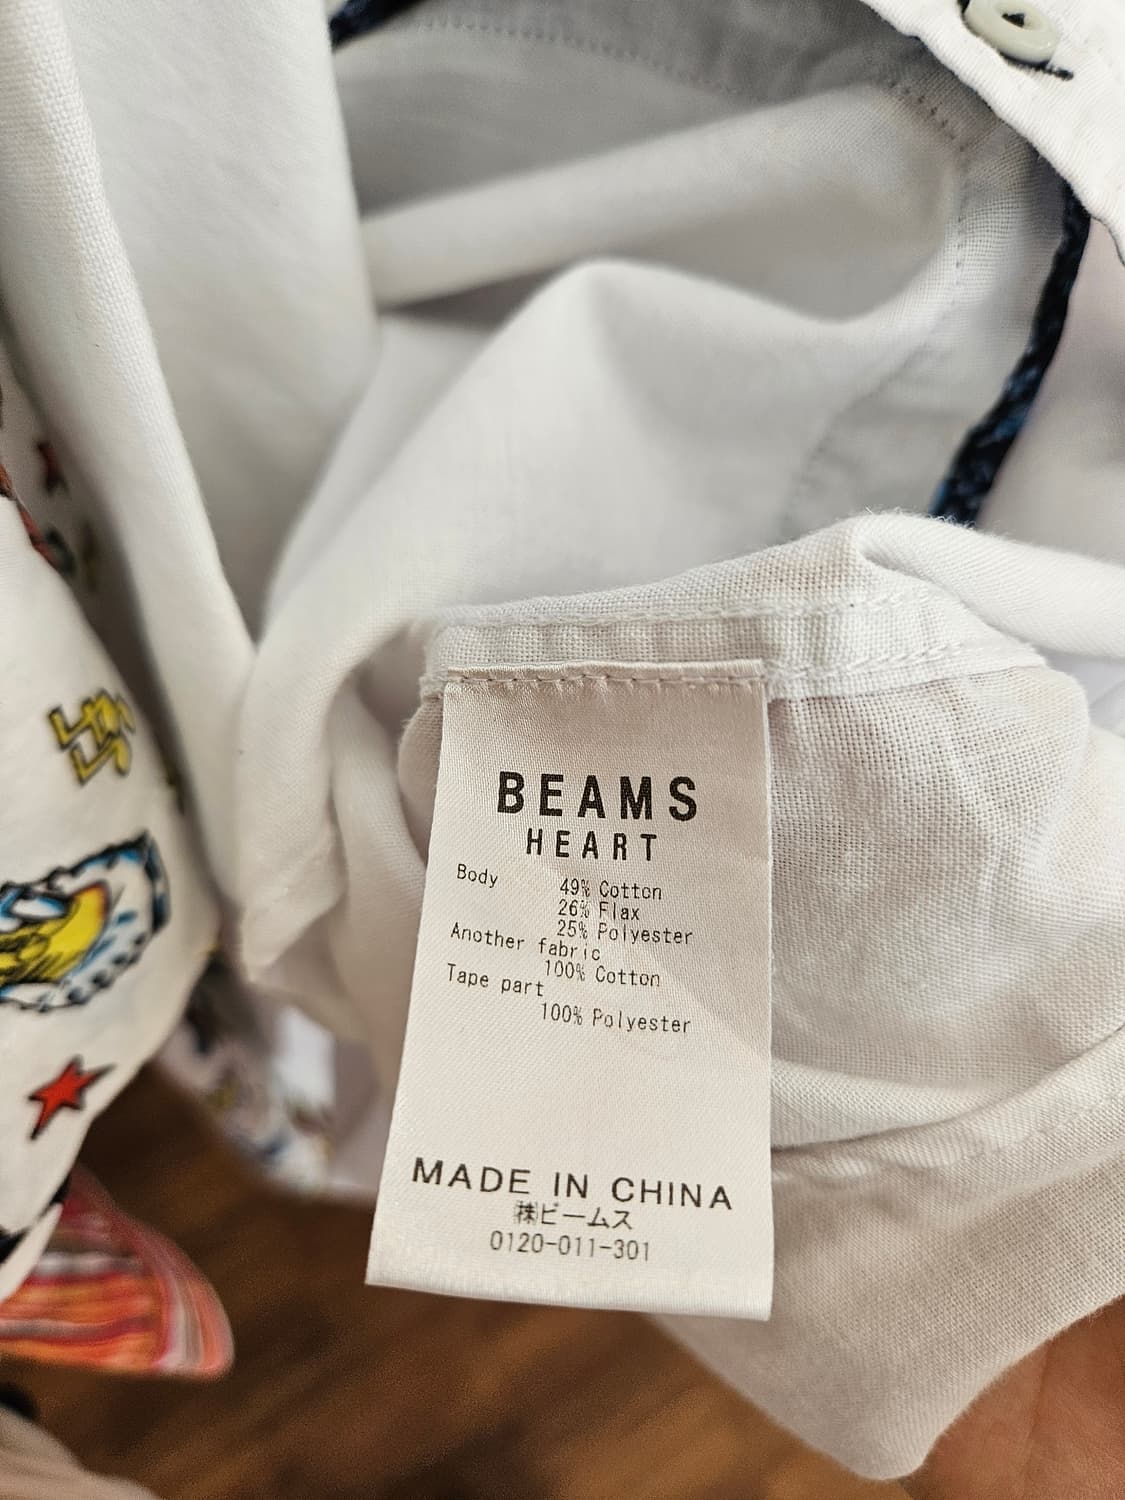 BEAMS
HEART
Body
49% Cotton
26% Flax
25% Polyester
Another fabric
100% Cotton
Tape part
100% Polyester
MADE IN CHINA
㈱ビームス
0120-011-301